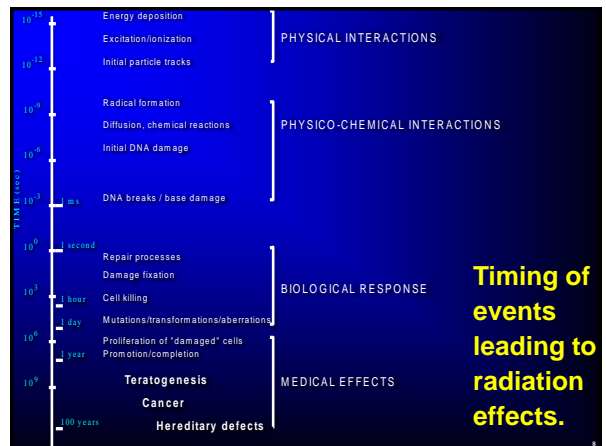 10-15
Energy deposition
Excitation/ionization
PHYSICAL INTERACTIONS
10-12
Initial particle tracks
Radical formation
10-9
Diffusion, chemical reactions
PHYSICO-CHEMICAL INTERACTIONS
Initial DNA damage
10-6
TIME (sec)
10-3
1 ms
DNA breaks / base damage
100
1 second
Repair processes
Damage fixation
BIOLOGICAL RESPONSE
103
1 hour
Cell killing
1 day
Mutations/transformations/aberrations
106
Proliferation of "damaged" cells
1 year
Promotion/completion
109
Teratogenesis
MEDICAL EFFECTS
Cancer
100 years
Hereditary defects
Timing of
events
leading to
radiation
effects.
8